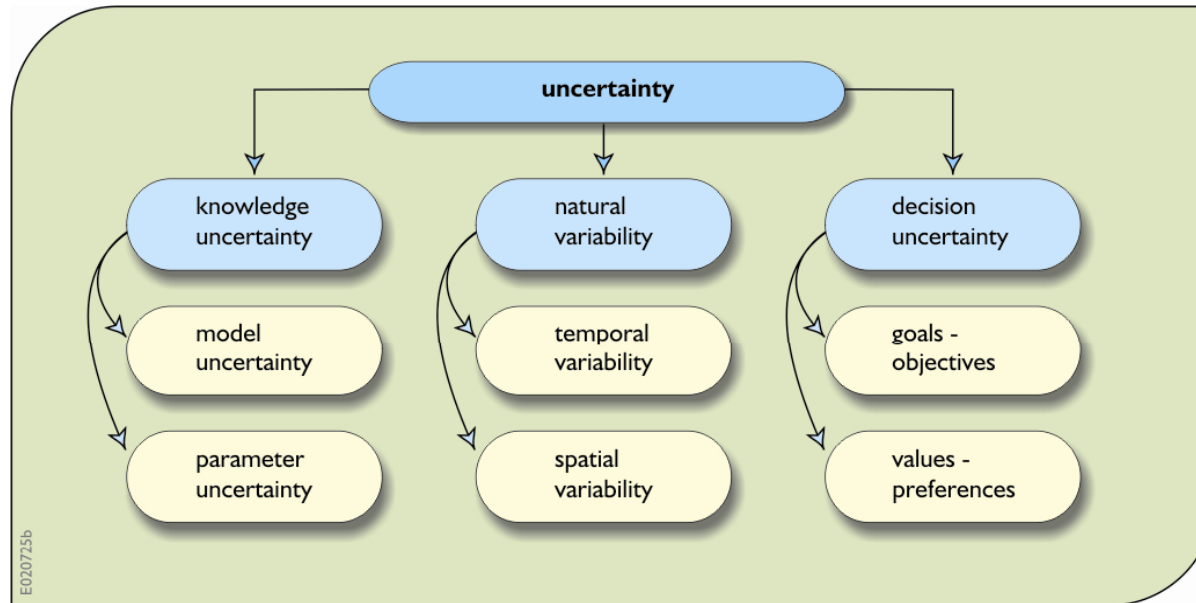 uncertainty
knowledge
uncertainty
natural
variability
decision
uncertainty
model
uncertainty
temporal
variability
goals -
objectives
parameter
uncertainty
spatial
variability
values -
preferences
E020725b